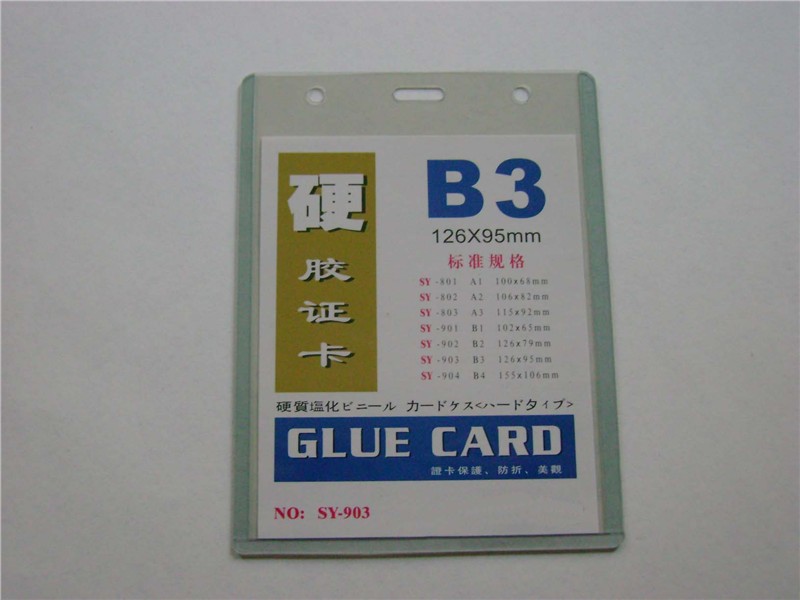 硬
胶
证
卡
B3
126X95mm
标准规格
SY-801 A1 100x68mm
SY-802 A2 106x82mm
SY-803 A3 115x92mm
SY-901 B1 102x65mm
SY-902 B2 126x79mm
SY-903 B3 126x95mm
SY-904 B4 155x106mm
硬質塩化ビニール カードケス<ハードタイプ>
GLUE CARD
證卡保護、防折、美觀
NO: SY-903